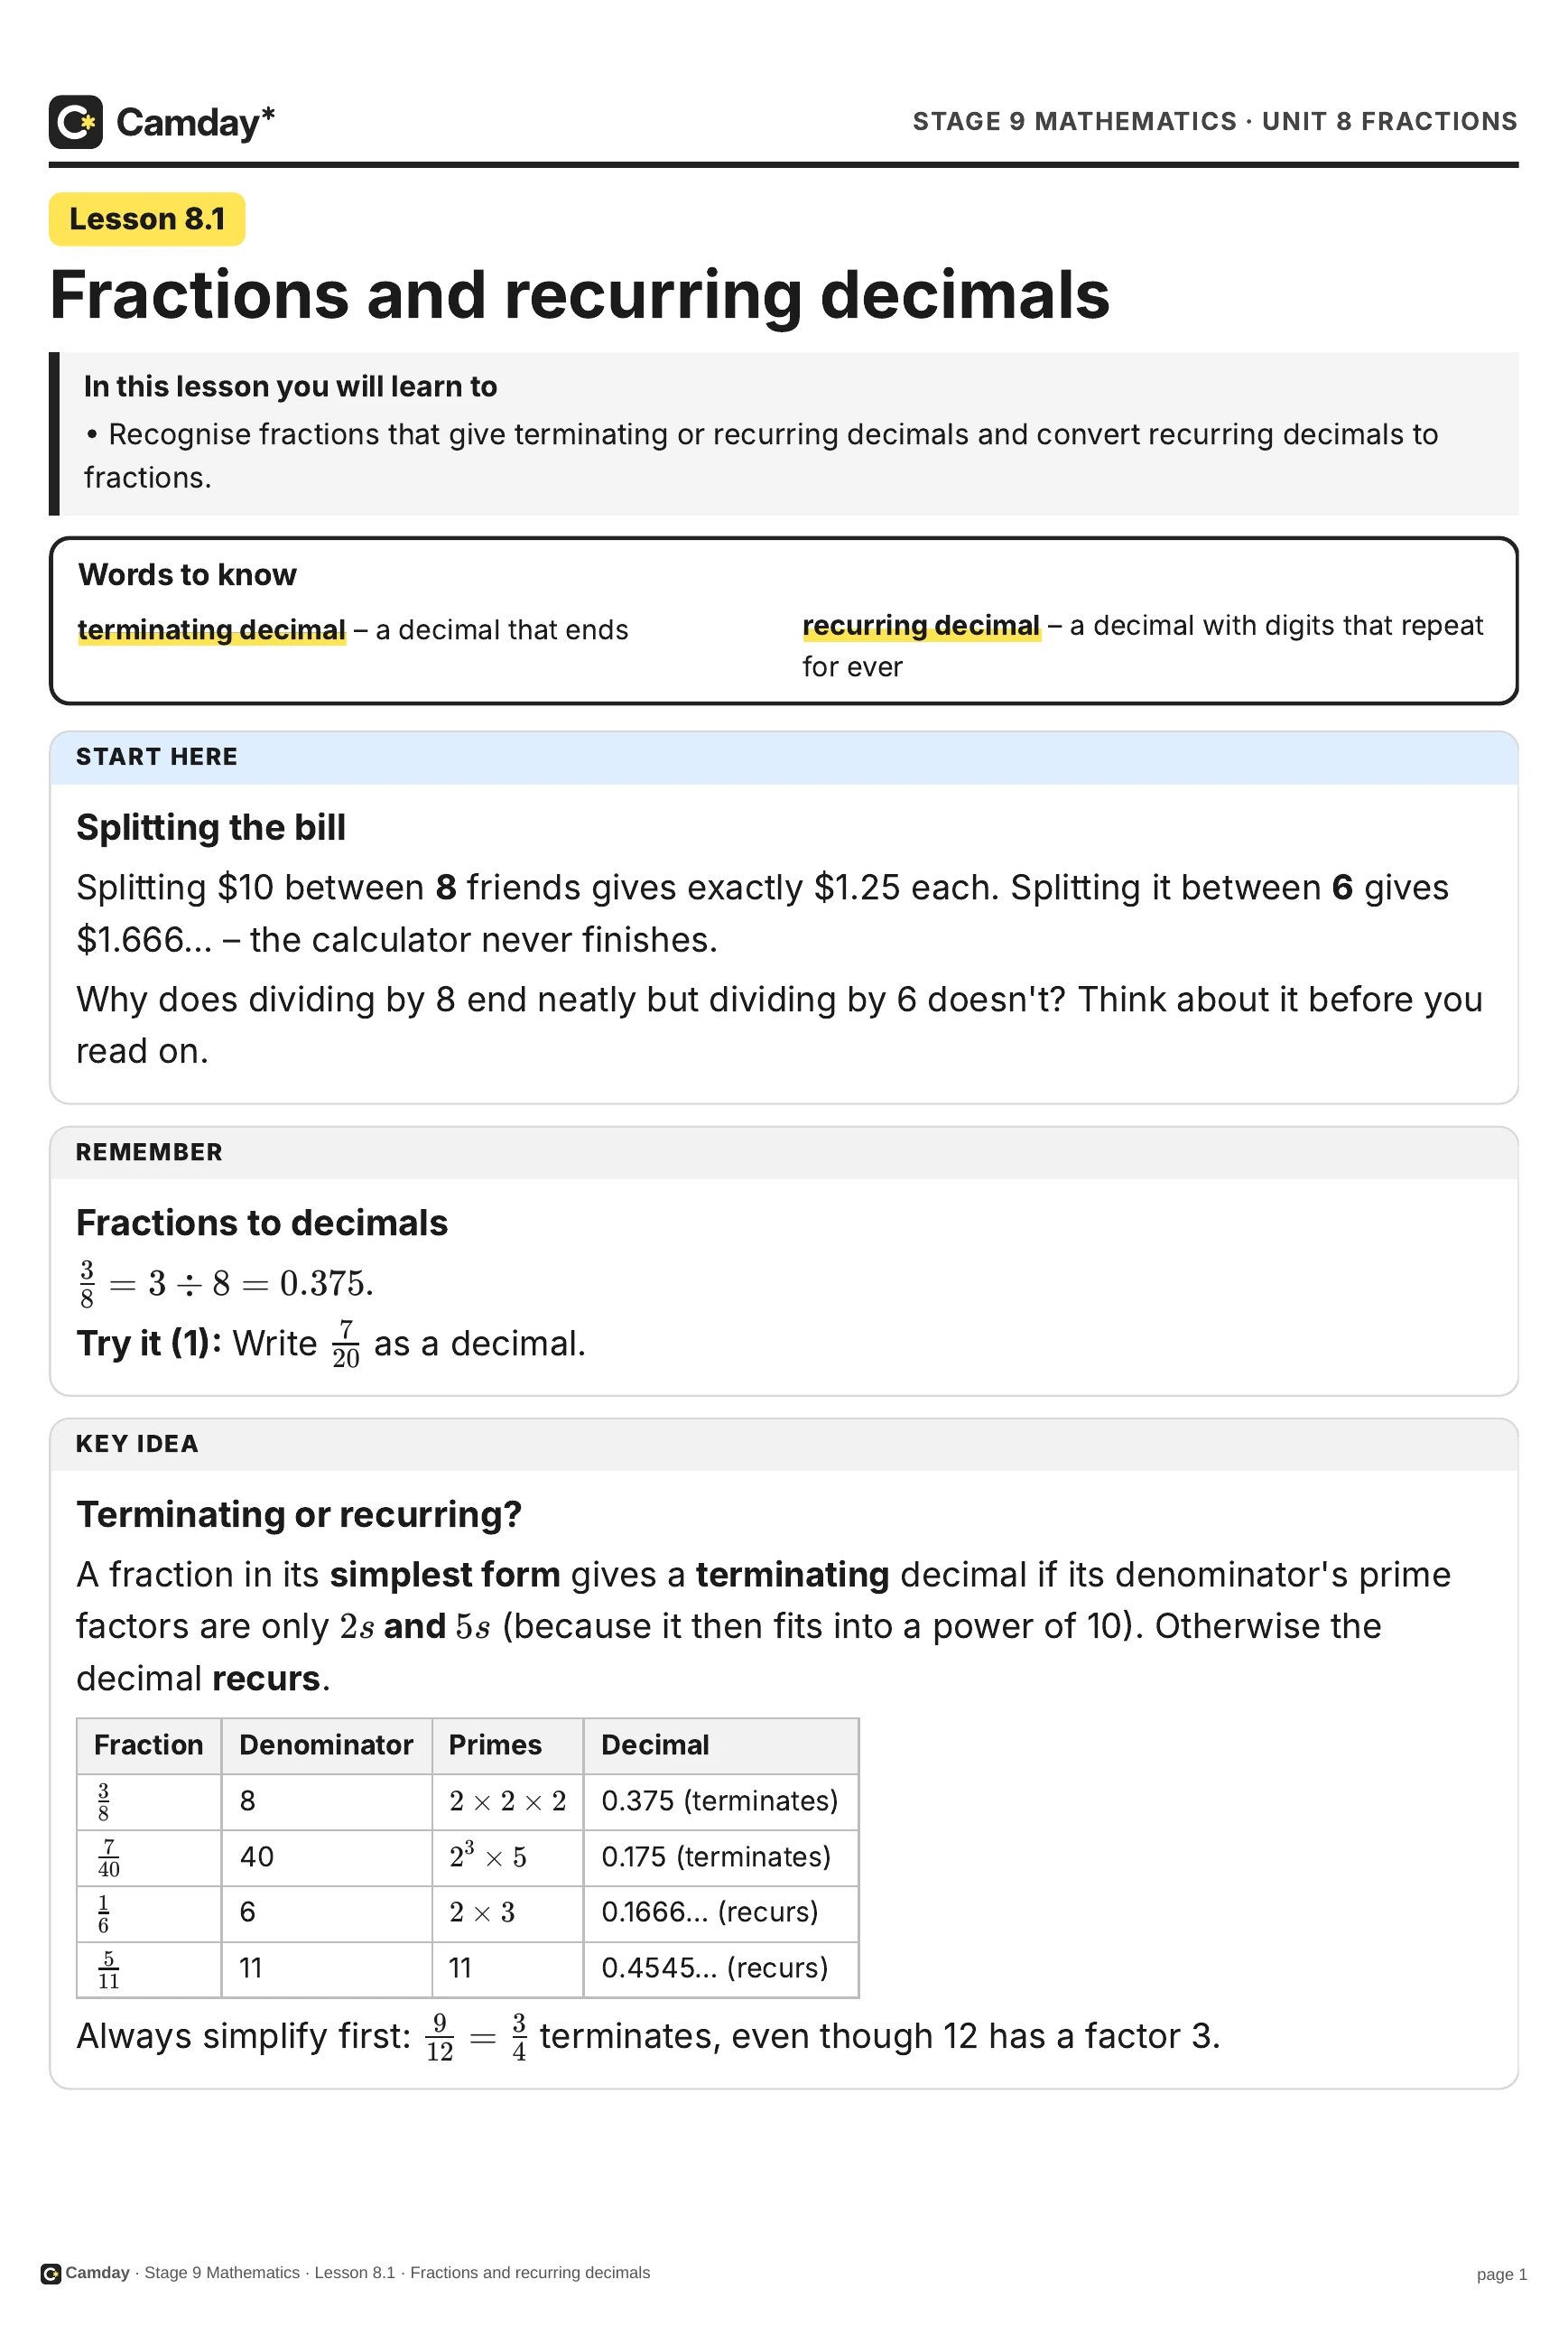 Camday*
STAGE 9 MATHEMATICS · UNIT 8 FRACTIONS
Lesson 8.1
Fractions and recurring decimals
In this lesson you will learn to
• Recognise fractions that give terminating or recurring decimals and convert recurring decimals to
fractions.
Words to know
terminating decimal – a decimal that ends
recurring decimal – a decimal with digits that repeat
for ever
START HERE
Splitting the bill
Splitting $10 between 8 friends gives exactly $1.25 each. Splitting it between 6 gives
$1.666... – the calculator never finishes.
Why does dividing by 8 end neatly but dividing by 6 doesn't? Think about it before you
read on.
REMEMBER
Fractions to decimals
3/8 = 3 ÷ 8 = 0.375.
Try it (1): Write 7/20 as a decimal.
KEY IDEA
Terminating or recurring?
A fraction in its simplest form gives a terminating decimal if its denominator's prime
factors are only 2s and 5s (because it then fits into a power of 10). Otherwise the
decimal recurs.
Fraction Denominator Primes Decimal
3/8 8 2 × 2 × 2 0.375 (terminates)
7/40 40 2³ × 5 0.175 (terminates)
1/6 6 2 × 3 0.1666... (recurs)
5/11 11 11 0.4545... (recurs)
Always simplify first: 9/12 = 3/4 terminates, even though 12 has a factor 3.
Camday · Stage 9 Mathematics · Lesson 8.1 · Fractions and recurring decimals
page 1